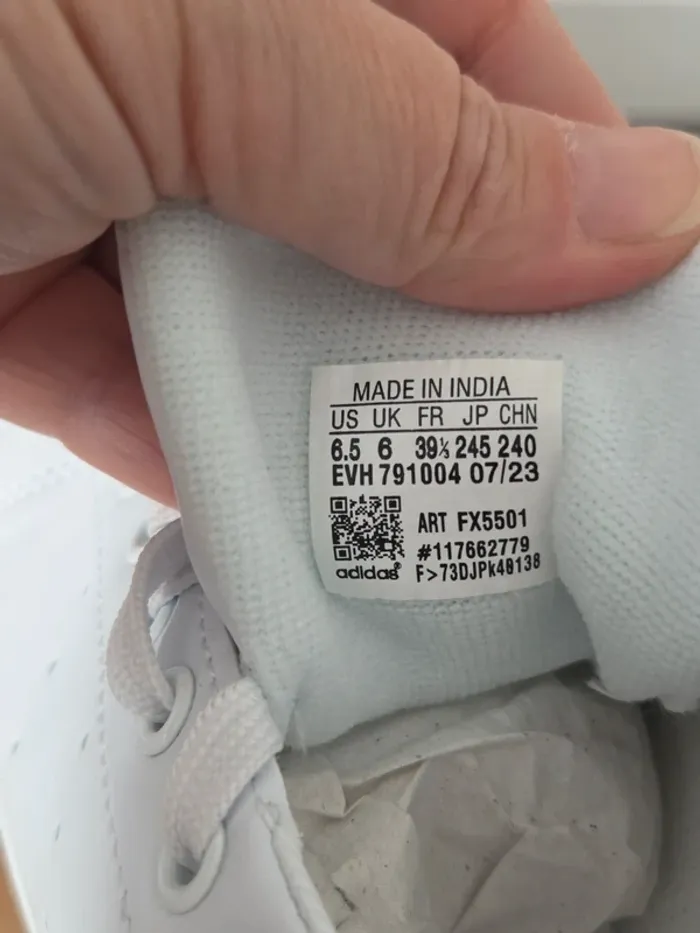 MADE IN INDIA
US UK FR JP CHN
6.5 6 39⅓ 245 240
EVH 791004 07/23
ART FX5501
#117662779
adidas® F>73DJPk40138